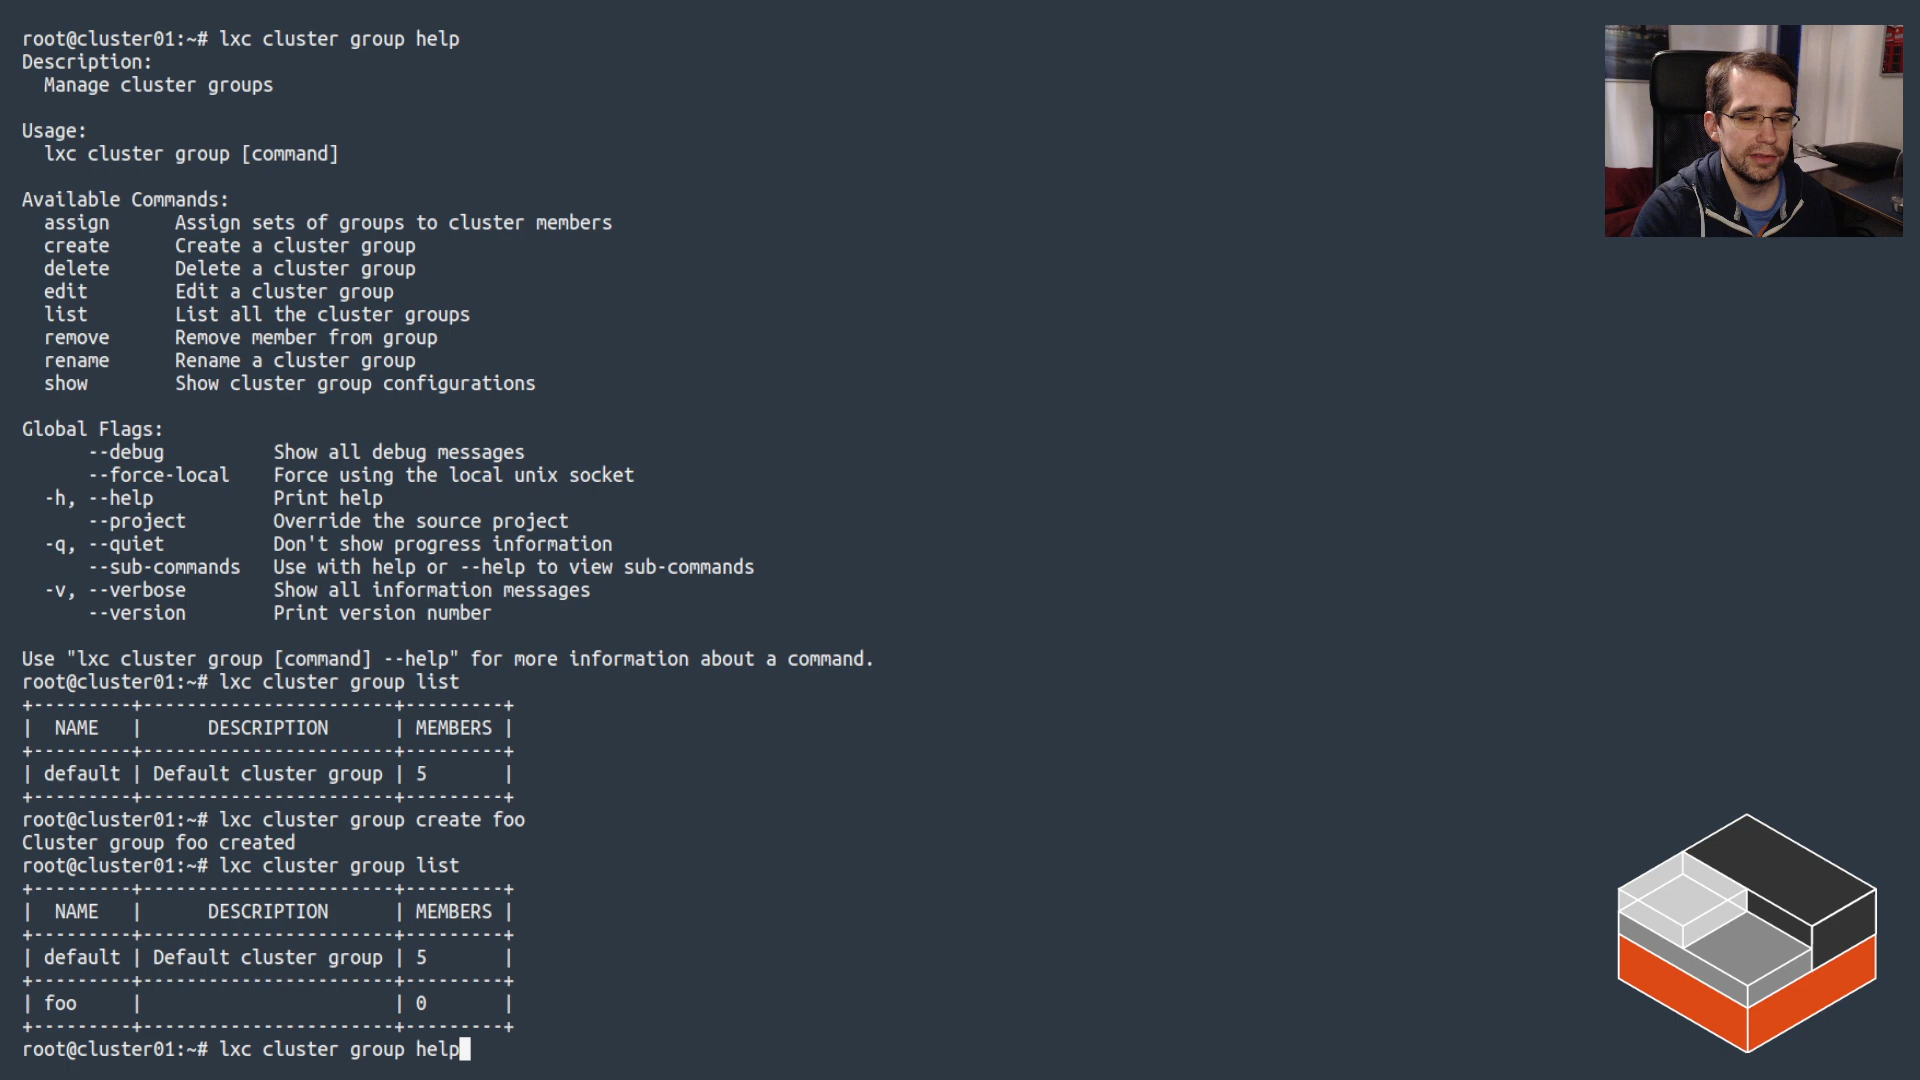 root@cluster01:~# lxc cluster group help
Description:
  Manage cluster groups

Usage:
  lxc cluster group [command]

Available Commands:
  assign      Assign sets of groups to cluster members
  create      Create a cluster group
  delete      Delete a cluster group
  edit        Edit a cluster group
  list        List all the cluster groups
  remove      Remove member from group
  rename      Rename a cluster group
  show        Show cluster group configurations

Global Flags:
      --debug          Show all debug messages
      --force-local    Force using the local unix socket
  -h, --help           Print help
      --project        Override the source project
  -q, --quiet          Don't show progress information
      --sub-commands   Use with help or --help to view sub-commands
  -v, --verbose        Show all information messages
      --version        Print version number

Use "lxc cluster group [command] --help" for more information about a command.
root@cluster01:~# lxc cluster group list
+---------+-----------------------+---------+
|  NAME   |      DESCRIPTION      | MEMBERS |
+---------+-----------------------+---------+
| default | Default cluster group | 5       |
+---------+-----------------------+---------+
root@cluster01:~# lxc cluster group create foo
Cluster group foo created
root@cluster01:~# lxc cluster group list
+---------+-----------------------+---------+
|  NAME   |      DESCRIPTION      | MEMBERS |
+---------+-----------------------+---------+
| default | Default cluster group | 5       |
+---------+-----------------------+---------+
| foo     |                       | 0       |
+---------+-----------------------+---------+
root@cluster01:~# lxc cluster group help